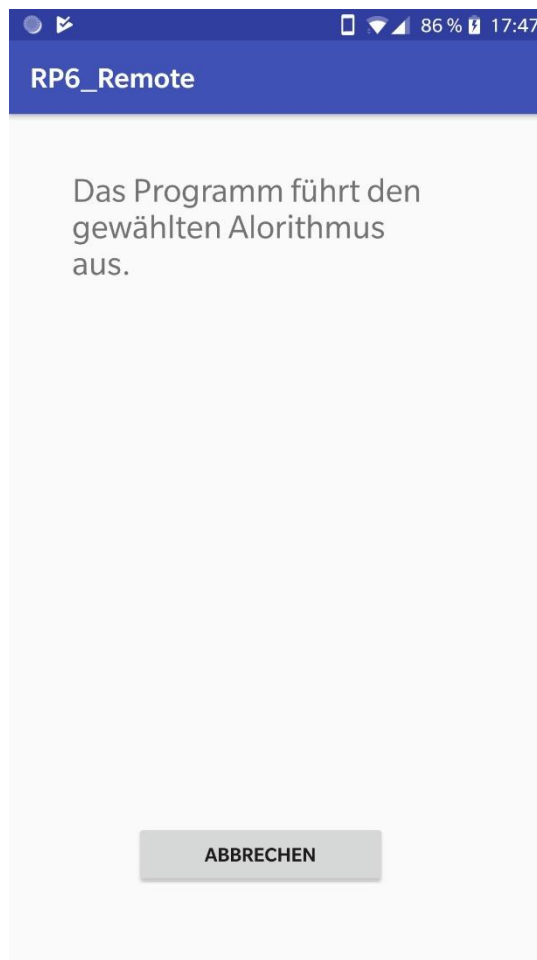 86 % 17:47
RP6_Remote
Das Programm führt den
gewählten Alorithmus
aus.
ABBRECHEN